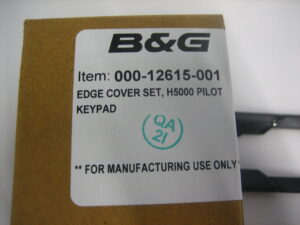 B&G
Item: 000-12615-001
EDGE COVER SET, H5000 PILOT
KEYPAD
QA
21
** FOR MANUFACTURING USE ONLY *